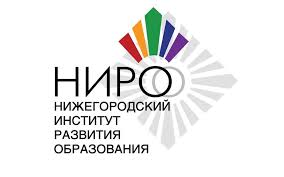 НИРО
НИЖЕГОРОДСКИЙ
ИНСТИТУТ
РАЗВИТИЯ
ОБРАЗОВАНИЯ